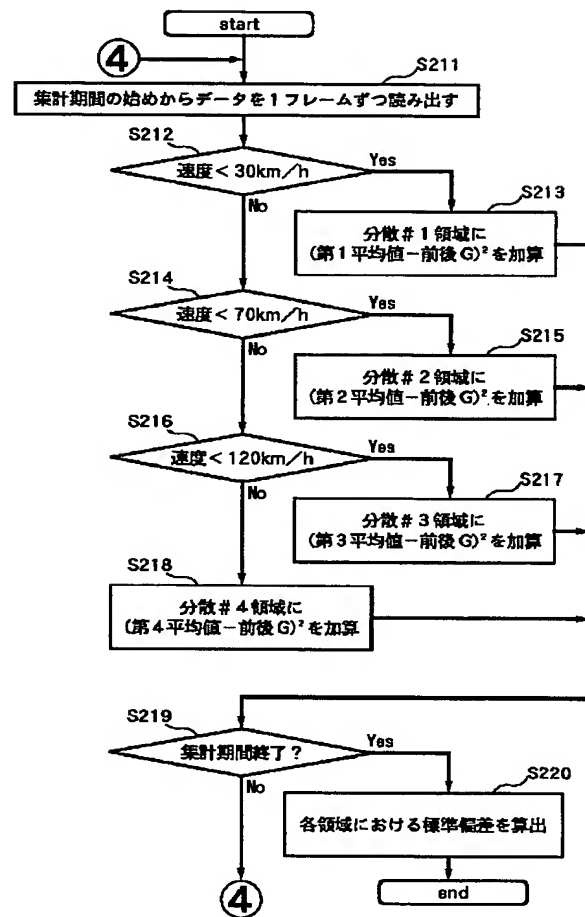 start
④
S211
集計期間の始めからデータを1フレームずつ読み出す
S212
速度<30km/h
Yes
No
S213
分散#1領域に
(第1平均値-前後G)²を加算
S214
速度<70km/h
Yes
No
S215
分散#2領域に
(第2平均値-前後G)²を加算
S216
速度<120km/h
Yes
No
S217
分散#3領域に
(第3平均値-前後G)²を加算
S218
分散#4領域に
(第4平均値-前後G)²を加算
S219
集計期間終了?
Yes
No
S220
各領域における標準偏差を算出
④
end